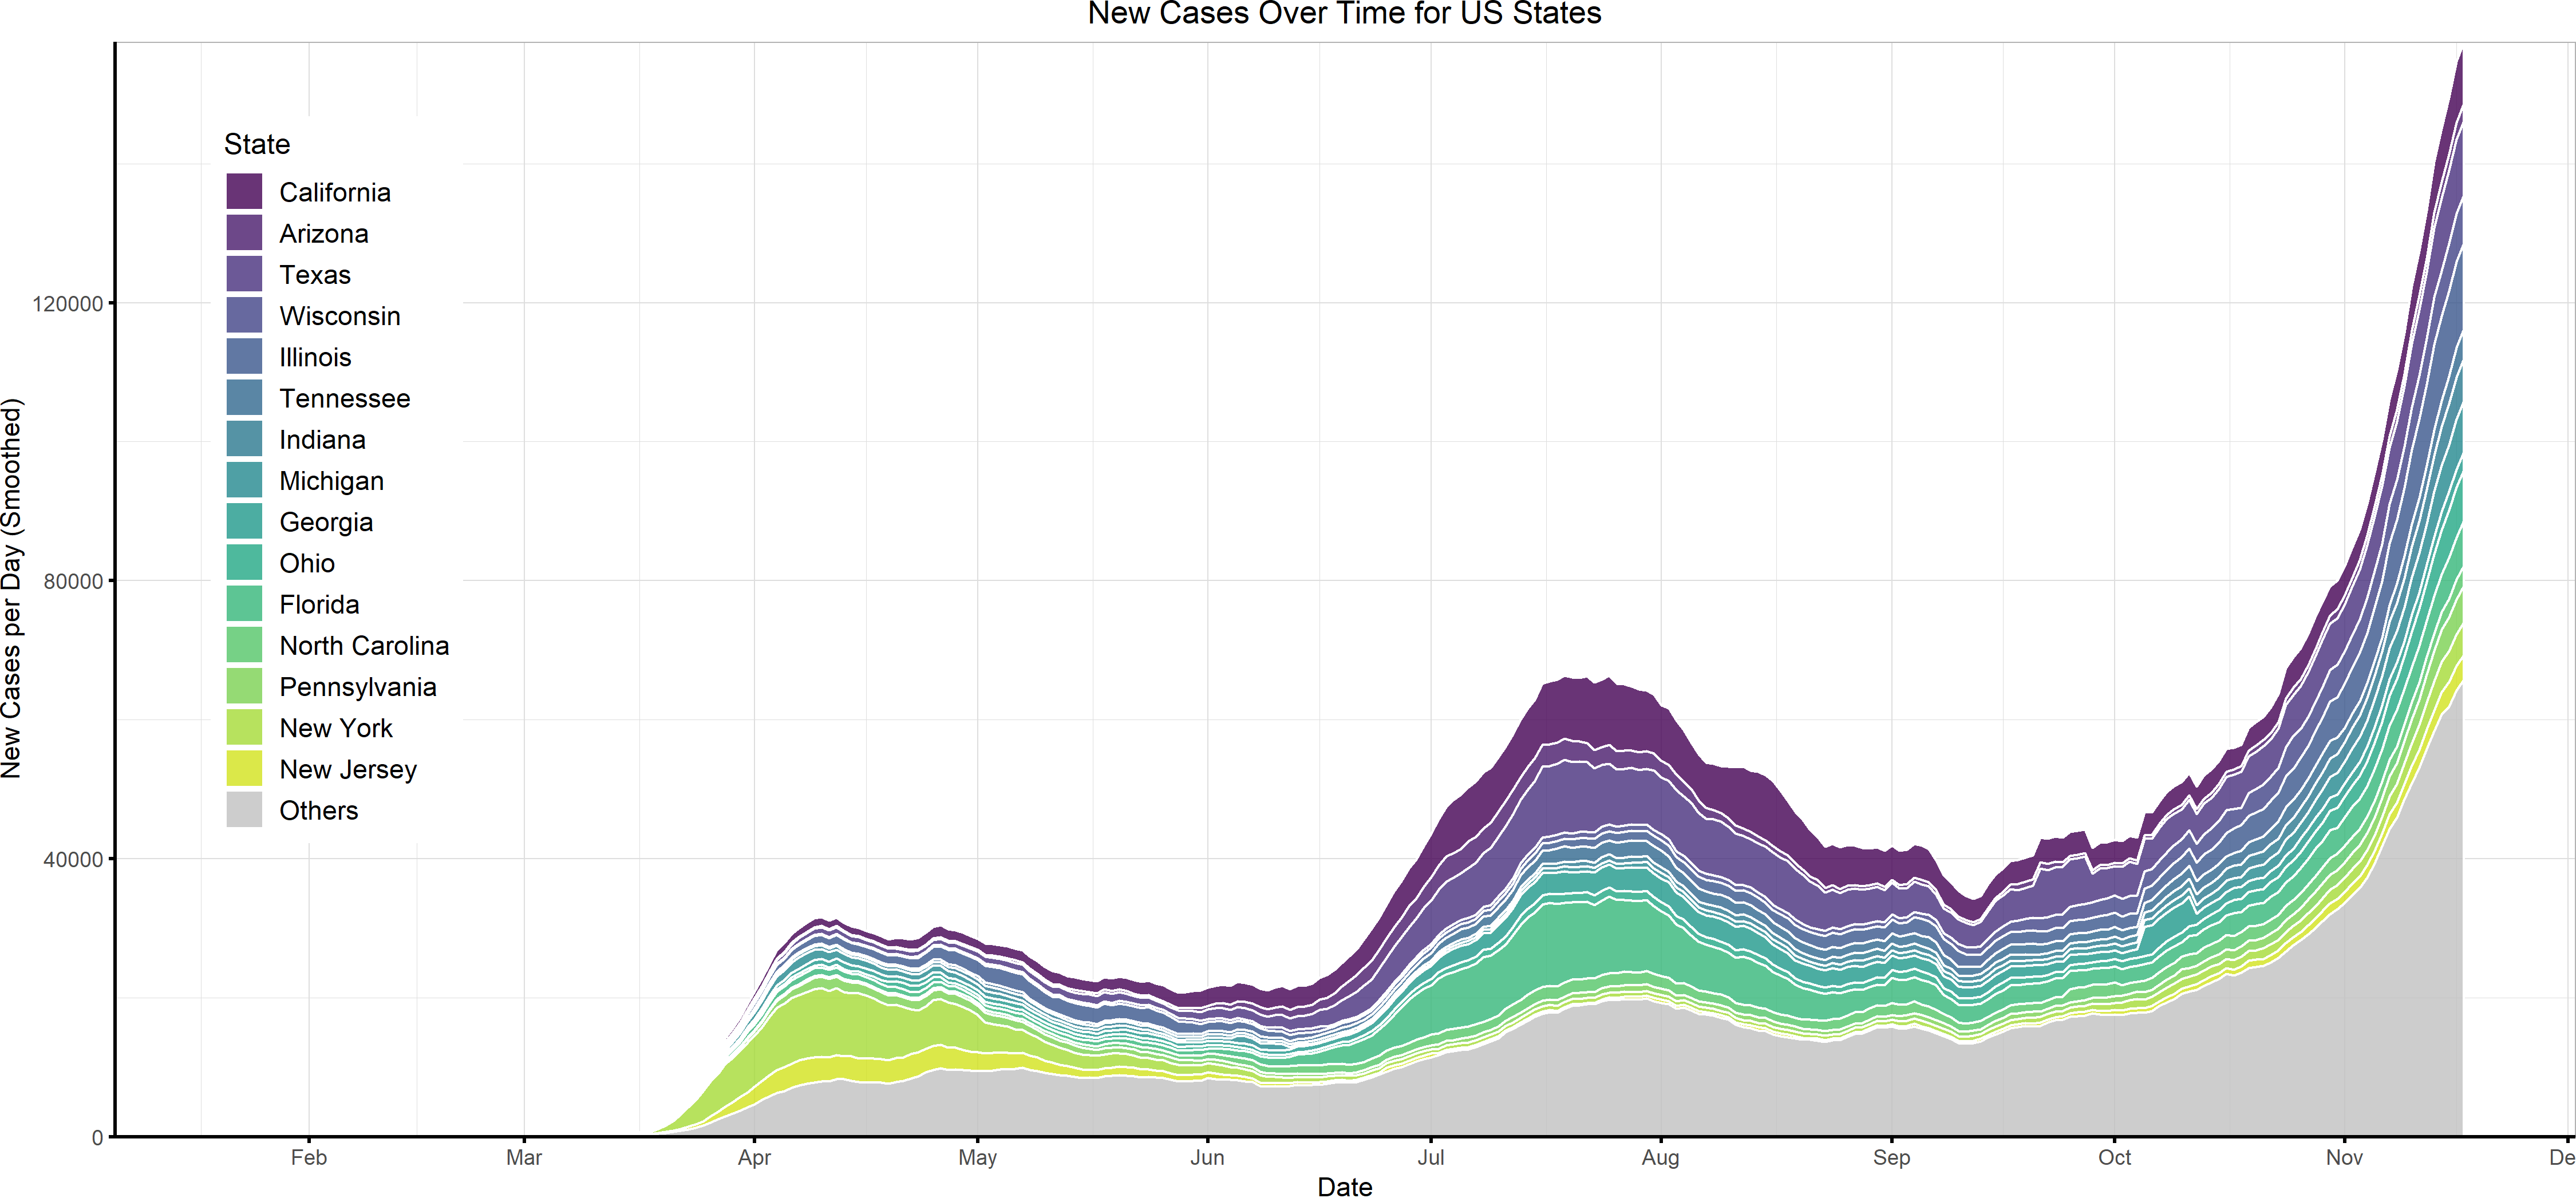 New Cases Over Time for US States
New Cases per Day (Smoothed)
120000
80000
40000
0
State
California
Arizona
Texas
Wisconsin
Illinois
Tennessee
Indiana
Michigan
Georgia
Ohio
Florida
North Carolina
Pennsylvania
New York
New Jersey
Others
Feb Mar Apr May Jun Jul Aug Sep Oct Nov De
Date